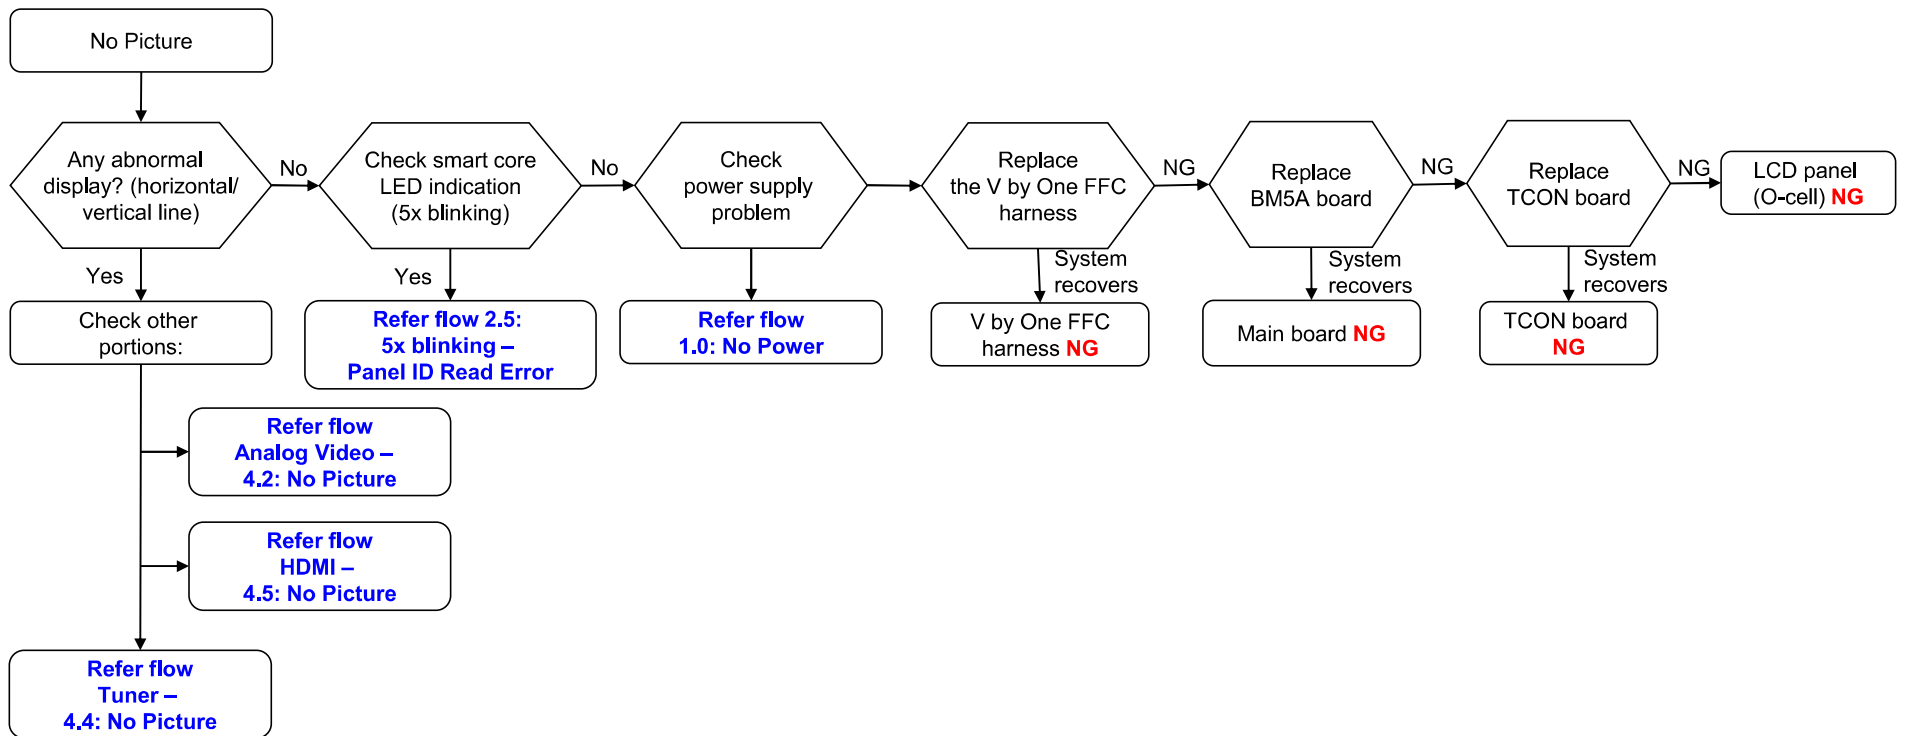 No Picture
Any abnormal
display? (horizontal/
vertical line)
No
Check smart core
LED indication
(5x blinking)
No
Check
power supply
problem
Replace
the V by One FFC
harness
NG
Replace
BM5A board
NG
Replace
TCON board
NG
LCD panel
(O-cell) NG
Yes
Yes
System
recovers
System
recovers
System
recovers
Check other
portions:
Refer flow 2.5:
5x blinking –
Panel ID Read Error
Refer flow
1.0: No Power
V by One FFC
harness NG
Main board NG
TCON board
NG
Refer flow
Analog Video –
4.2: No Picture
Refer flow
HDMI –
4.5: No Picture
Refer flow
Tuner –
4.4: No Picture